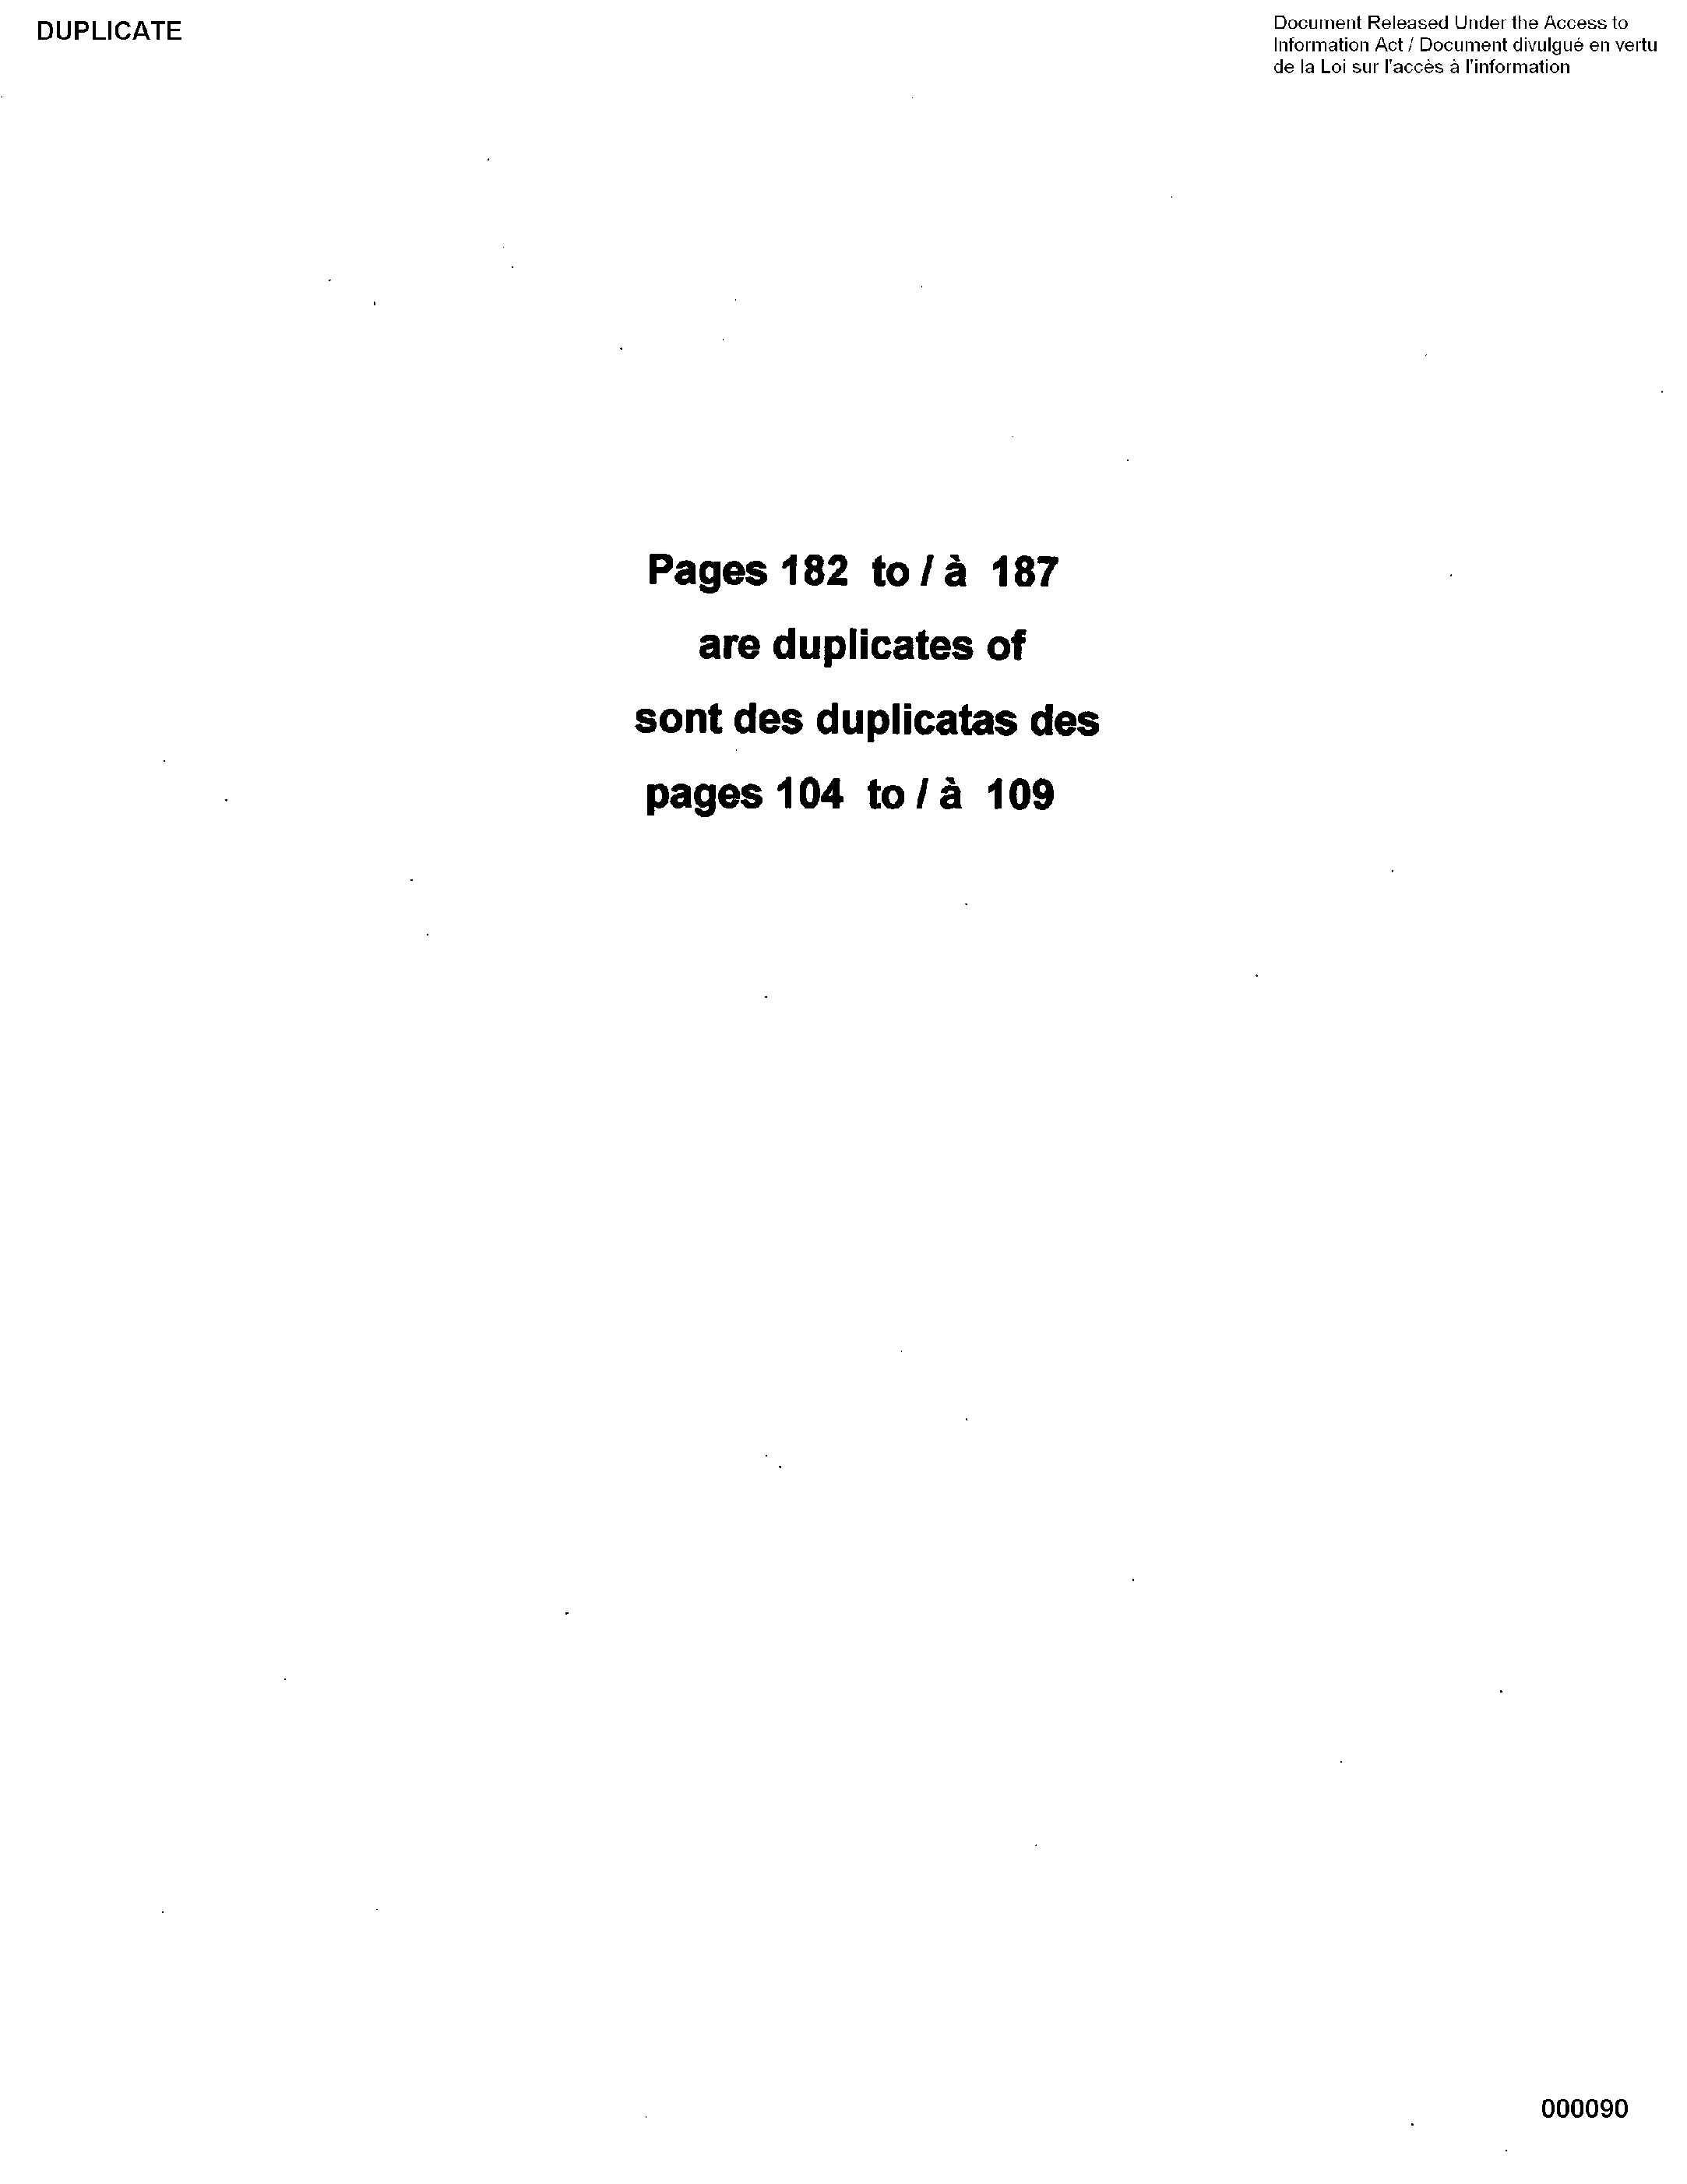 DUPLICATE
Document Released Under the Access to
Information Act / Document divulgué en vertu
de la Loi sur l'accès à l'information
Pages 182 to / à 187
are duplicates of
sont des duplicatas des
pages 104 to / à 109
000090